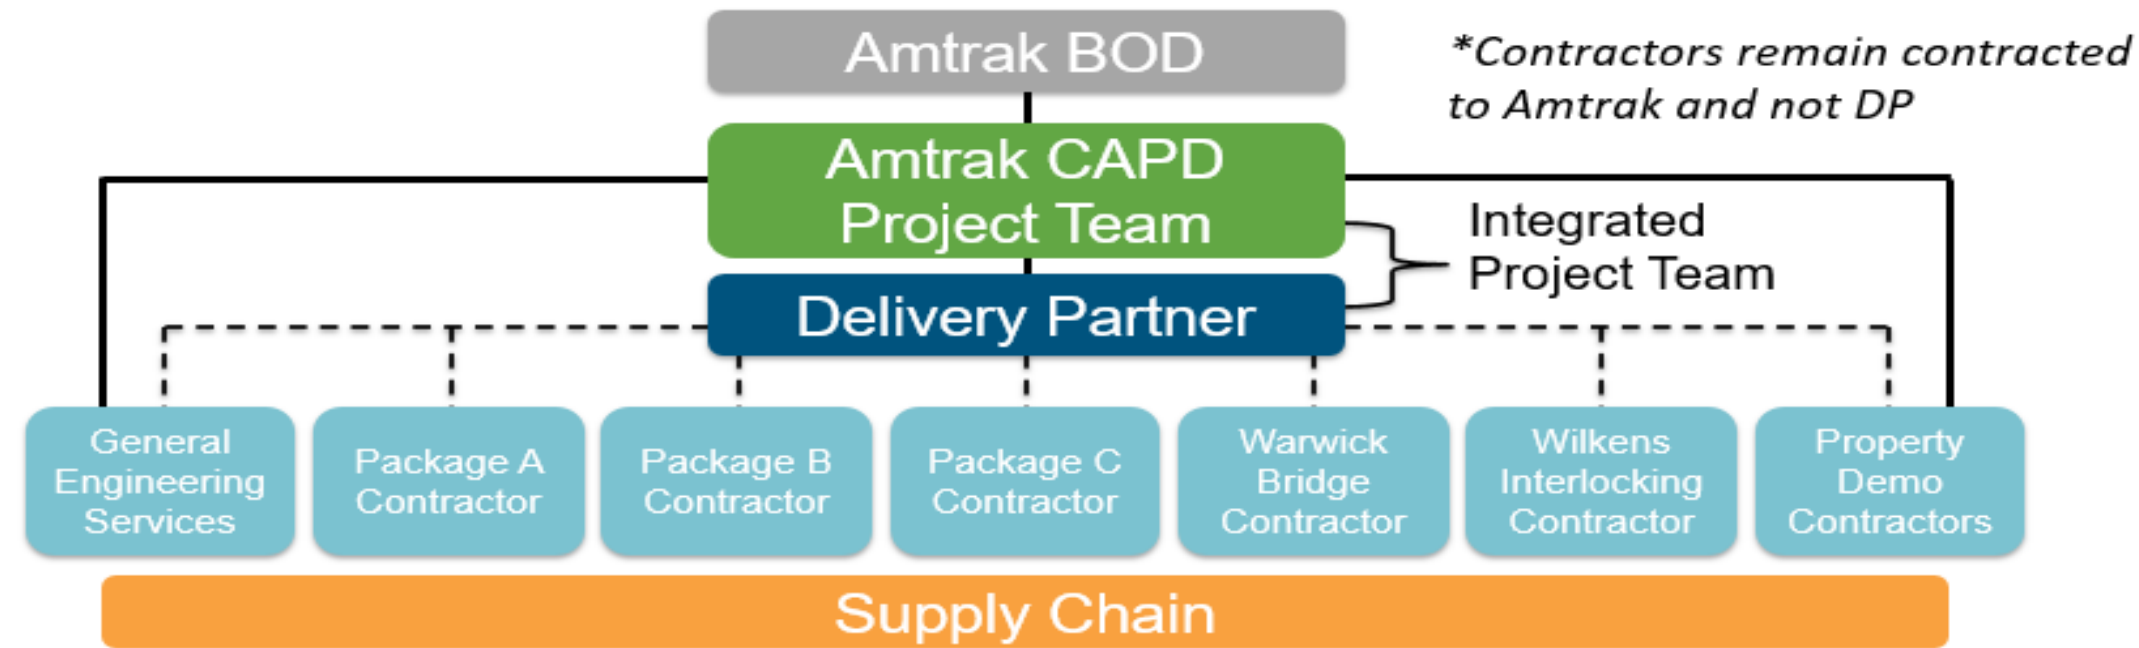 Amtrak BOD
*Contractors remain contracted
to Amtrak and not DP
Amtrak CAPD
Project Team
Integrated
Project Team
Delivery Partner
General
Engineering
Services
Package A
Contractor
Package B
Contractor
Package C
Contractor
Warwick
Bridge
Contractor
Wilkens
Interlocking
Contractor
Property
Demo
Contractors
Supply Chain